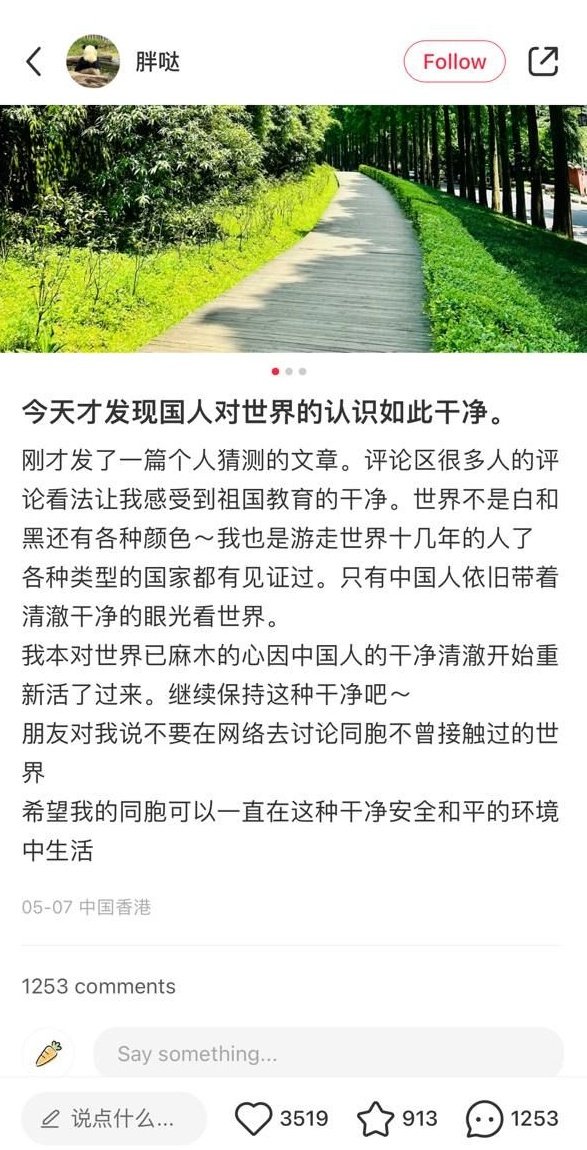 胖哒
Follow
今天才发现国人对世界的认识如此干净。
刚才发了一篇个人猜测的文章。评论区很多人的评
论看法让我感受到祖国教育的干净。世界不是白和
黑还有各种颜色～我也是游走世界十几年的人了
各种类型的国家都有见证过。只有中国人依旧带着
清澈干净的眼光看世界。
我本对世界已麻木的心因中国人的干净清澈开始重
新活了过来。继续保持这种干净吧～
朋友对我说不要在网络去讨论同胞不曾接触过的世
界
希望我的同胞可以一直在这种干净安全和平的环境
中生活
05-07 中国香港
1253 comments
Say something...
说点什么...
3519
913
1253